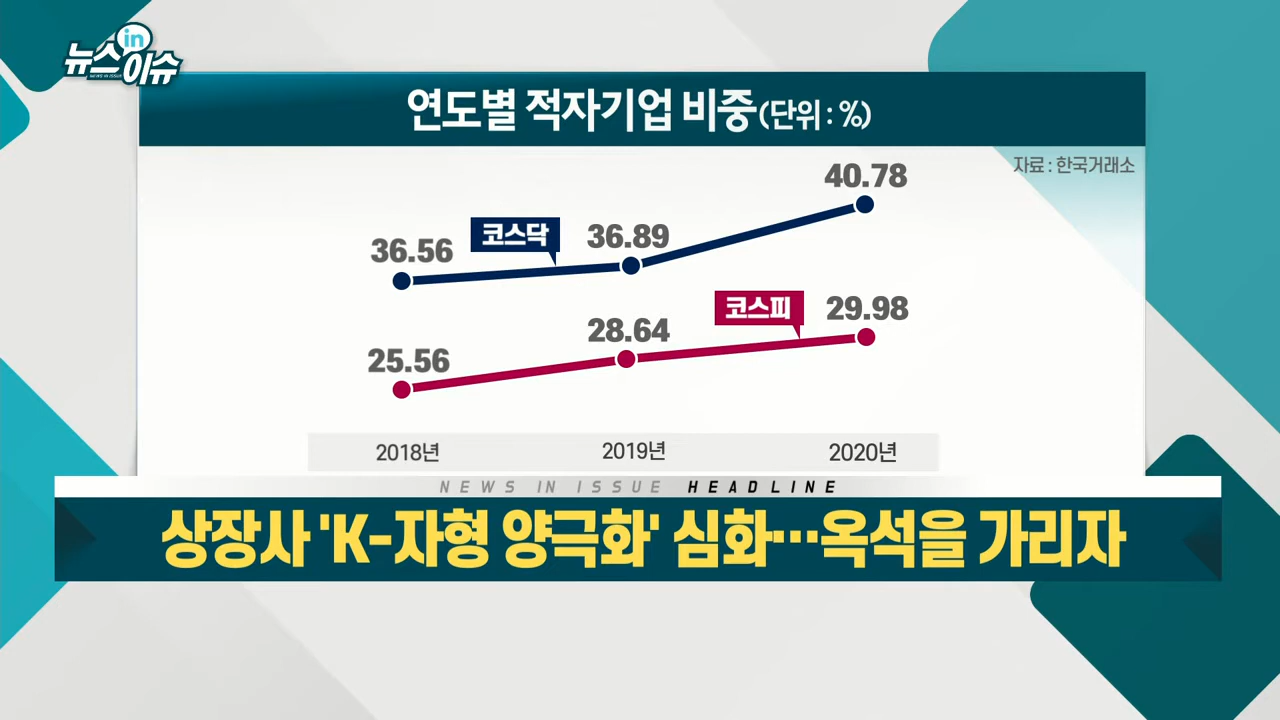 뉴스in이슈
NEWS IN ISSUE
연도별 적자기업 비중(단위 : %)
자료 : 한국거래소
40.78
코스닥
36.89
36.56
코스피
29.98
28.64
25.56
2018년 2019년 2020년
NEWS IN ISSUE HEADLINE
상장사 'K-자형 양극화' 심화…옥석을 가리자